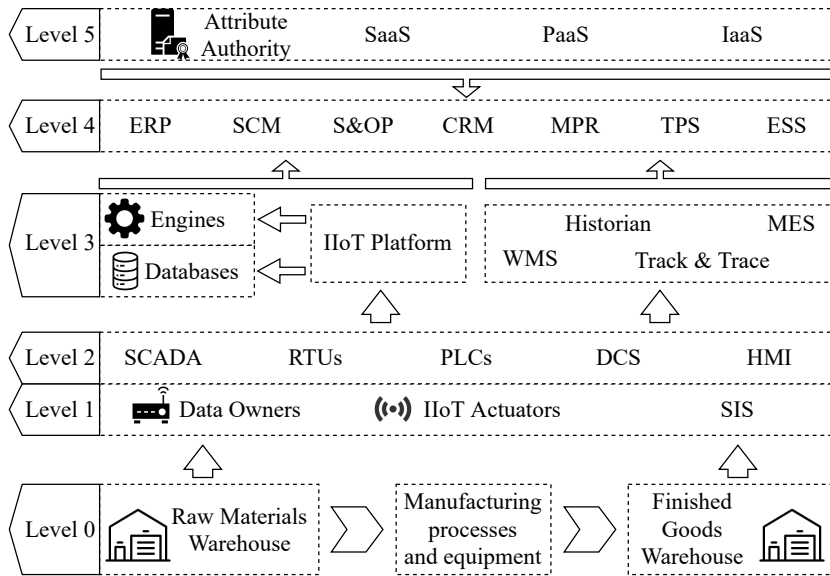 Level 5
Attribute
Authority
SaaS
PaaS
IaaS
Level 4
ERP
SCM
S&OP
CRM
MPR
TPS
ESS
Level 3
Engines
Databases
IIoT Platform
Historian
MES
WMS
Track & Trace
Level 2
SCADA
RTUs
PLCs
DCS
HMI
Level 1
Data Owners
IIoT Actuators
SIS
Level 0
Raw Materials
Warehouse
Manufacturing
processes
and equipment
Finished
Goods
Warehouse